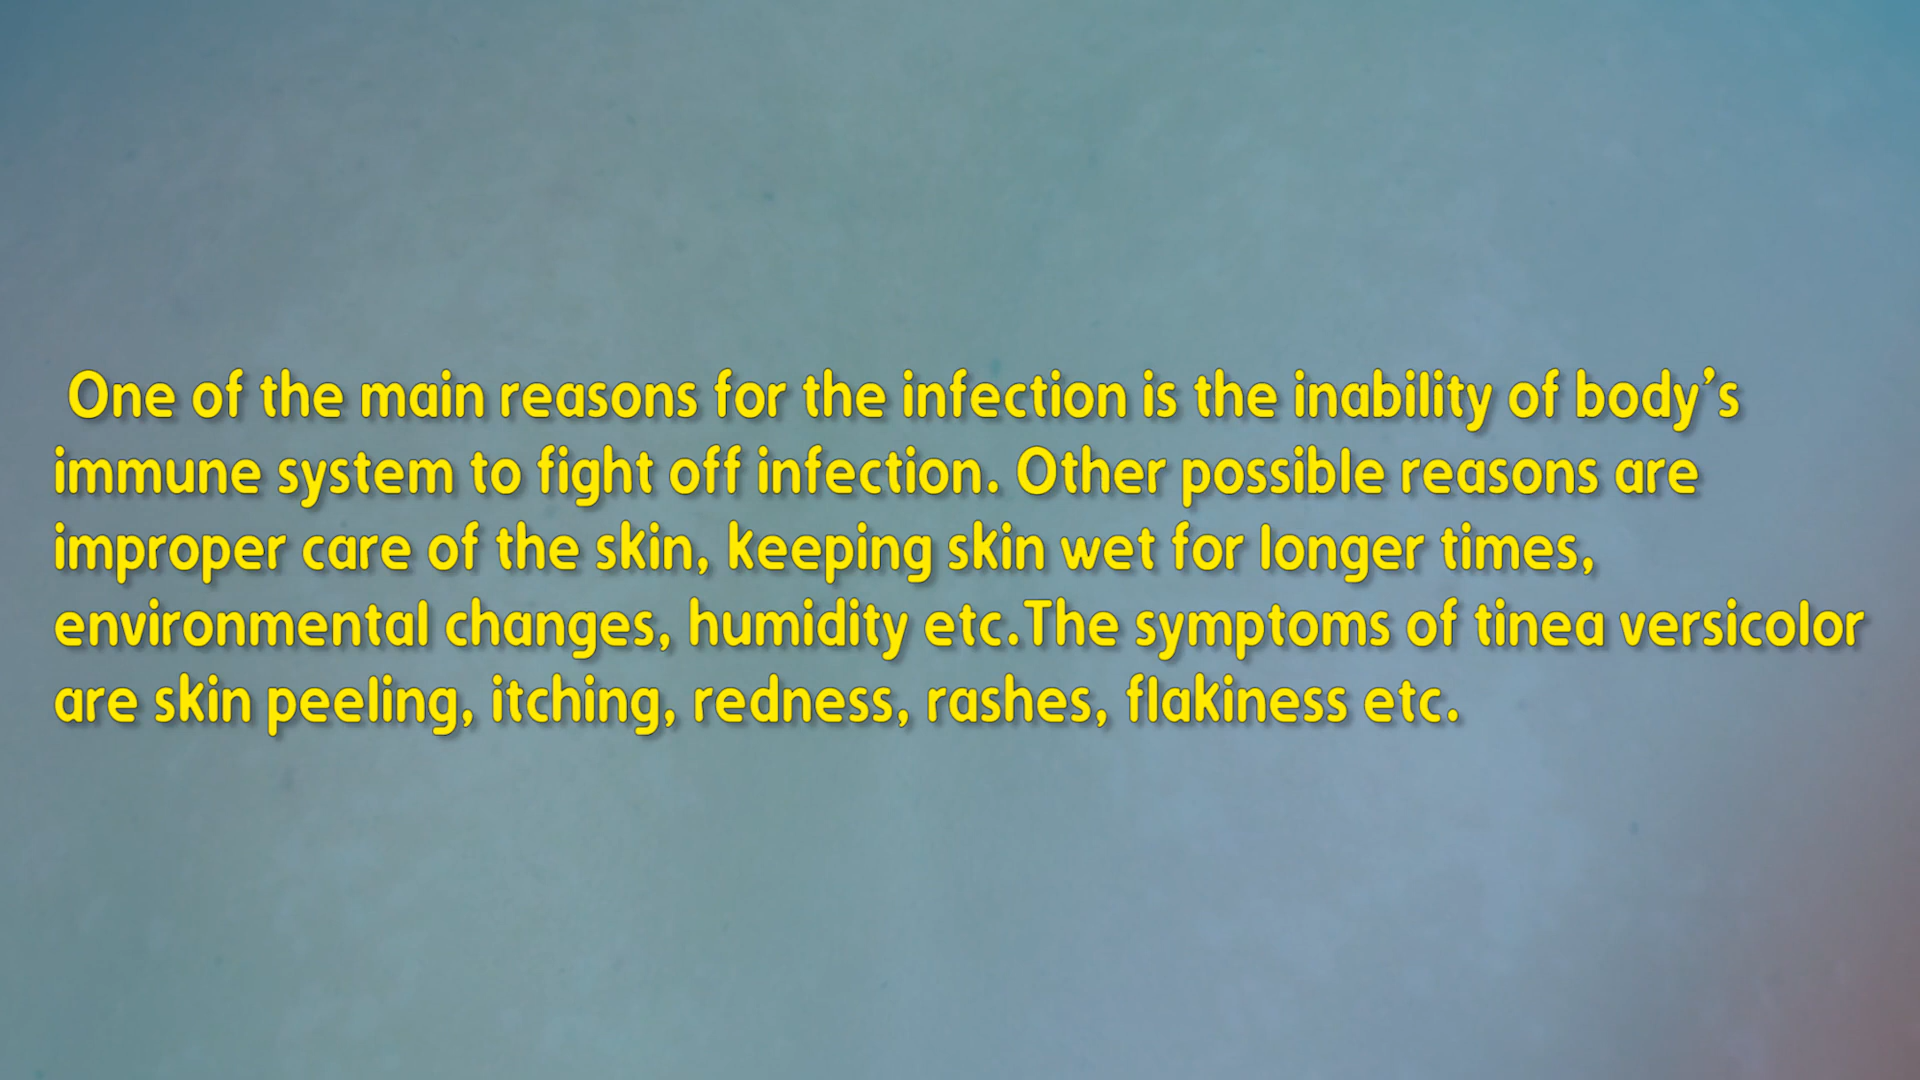 One of the main reasons for the infection is the inability of body’s
immune system to fight off infection. Other possible reasons are
improper care of the skin, keeping skin wet for longer times,
environmental changes, humidity etc.The symptoms of tinea versicolor
are skin peeling, itching, redness, rashes, flakiness etc.